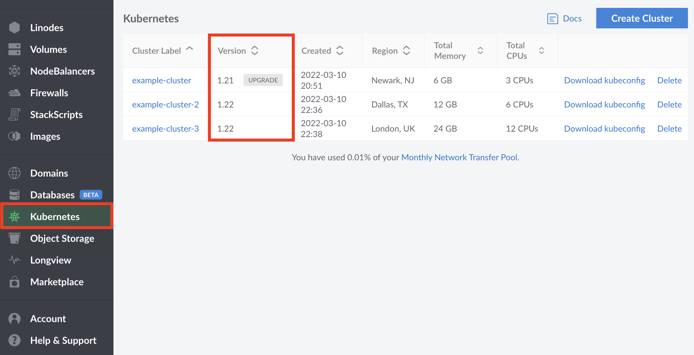 Linodes
Volumes
NodeBalancers
Firewalls
StackScripts
Images
Domains
Databases BETA
Kubernetes
Object Storage
Longview
Marketplace
Account
Help & Support
Kubernetes Docs Create Cluster
Cluster Label Version Created Region Total Memory Total CPUs
example-cluster 1.21 UPGRADE 2022-03-10 20:51 Newark, NJ 6 GB 3 CPUs Download kubeconfig Delete
example-cluster-2 1.22 2022-03-10 22:36 Dallas, TX 12 GB 6 CPUs Download kubeconfig Delete
example-cluster-3 1.22 2022-03-10 22:38 London, UK 24 GB 12 CPUs Download kubeconfig Delete
You have used 0.01% of your Monthly Network Transfer Pool.